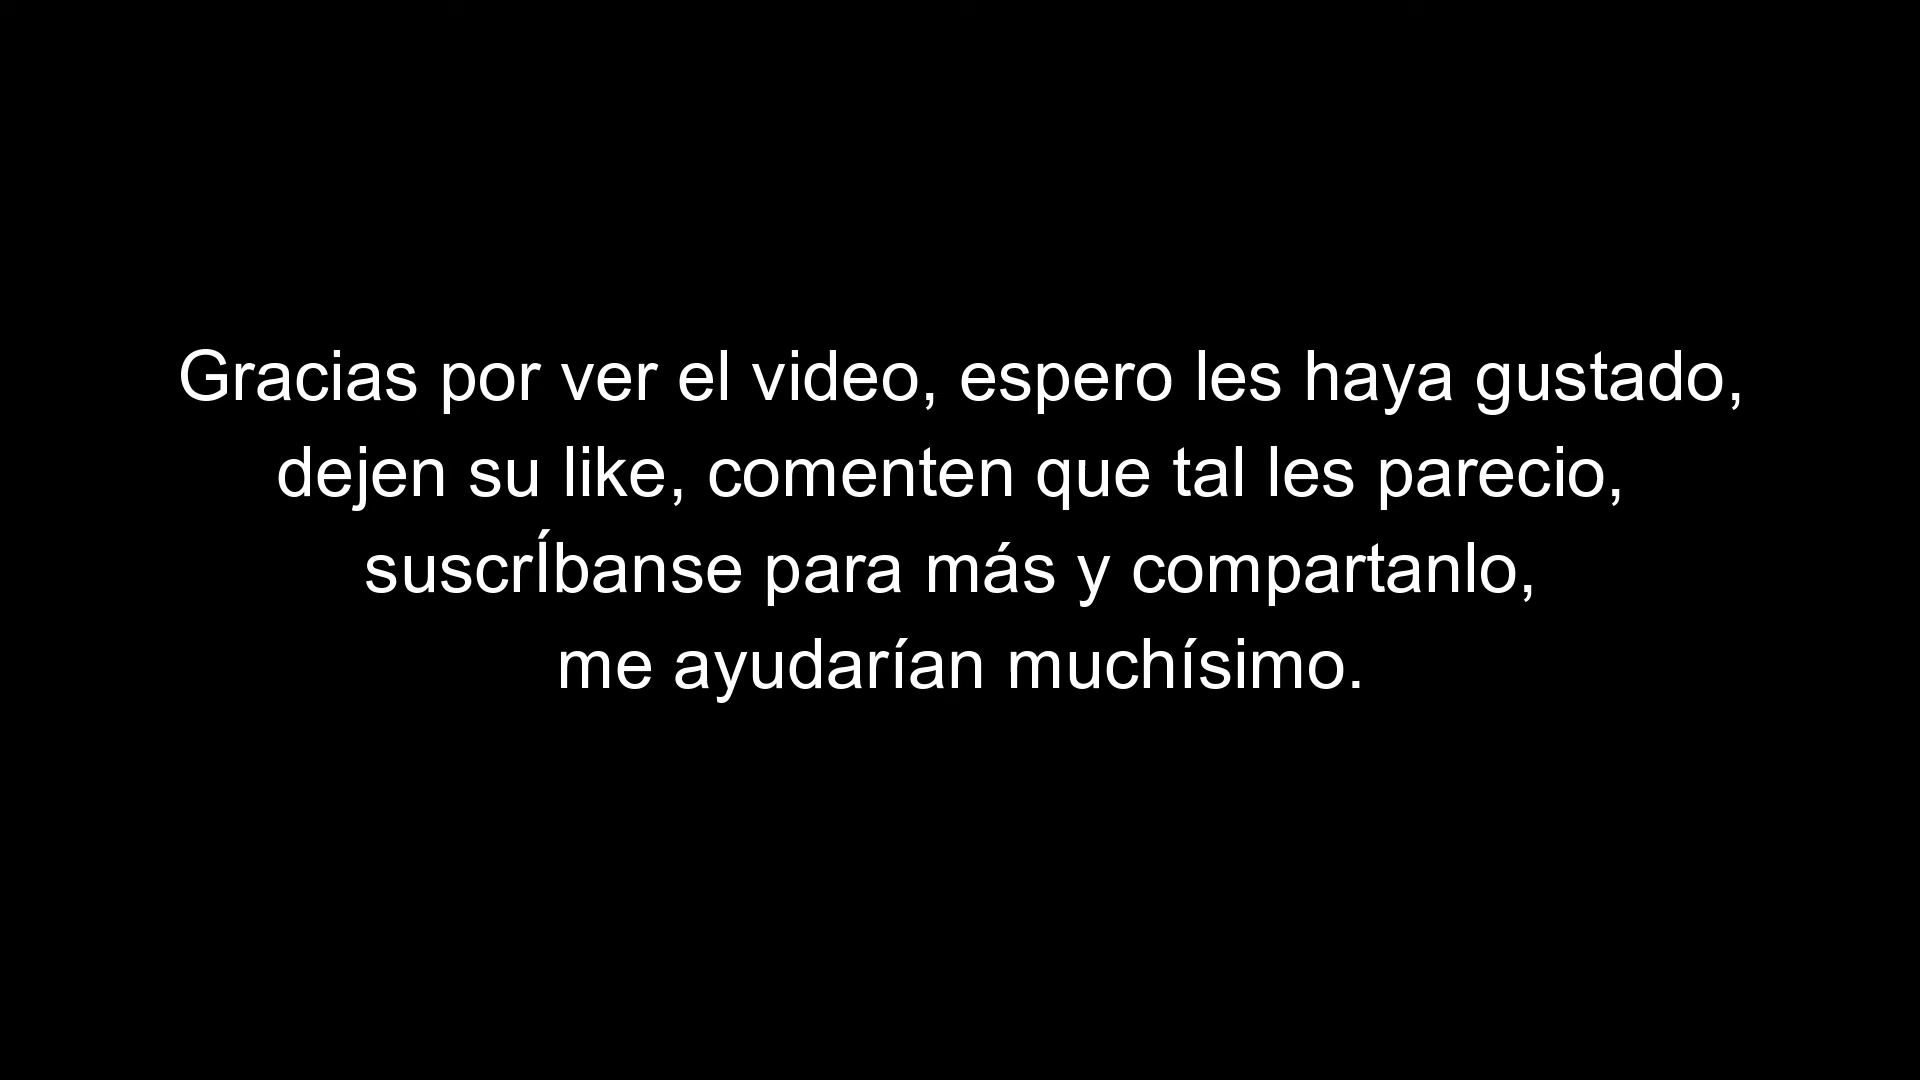 Gracias por ver el video, espero les haya gustado,
dejen su like, comenten que tal les parecio,
suscrÍbanse para más y compartanlo,
me ayudarían muchísimo.